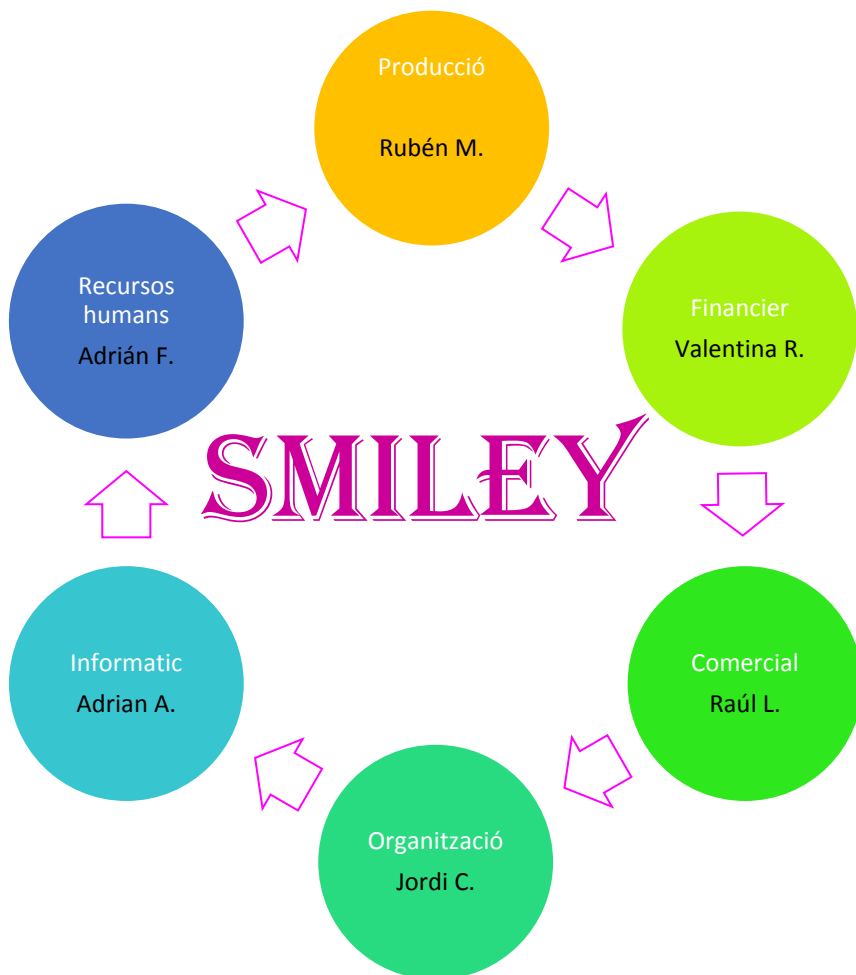 Producció
Rubén M.
Financier
Valentina R.
Comercial
Raúl L.
Organització
Jordi C.
Informatic
Adrian A.
Recursos
humans
Adrián F.
SMILEY